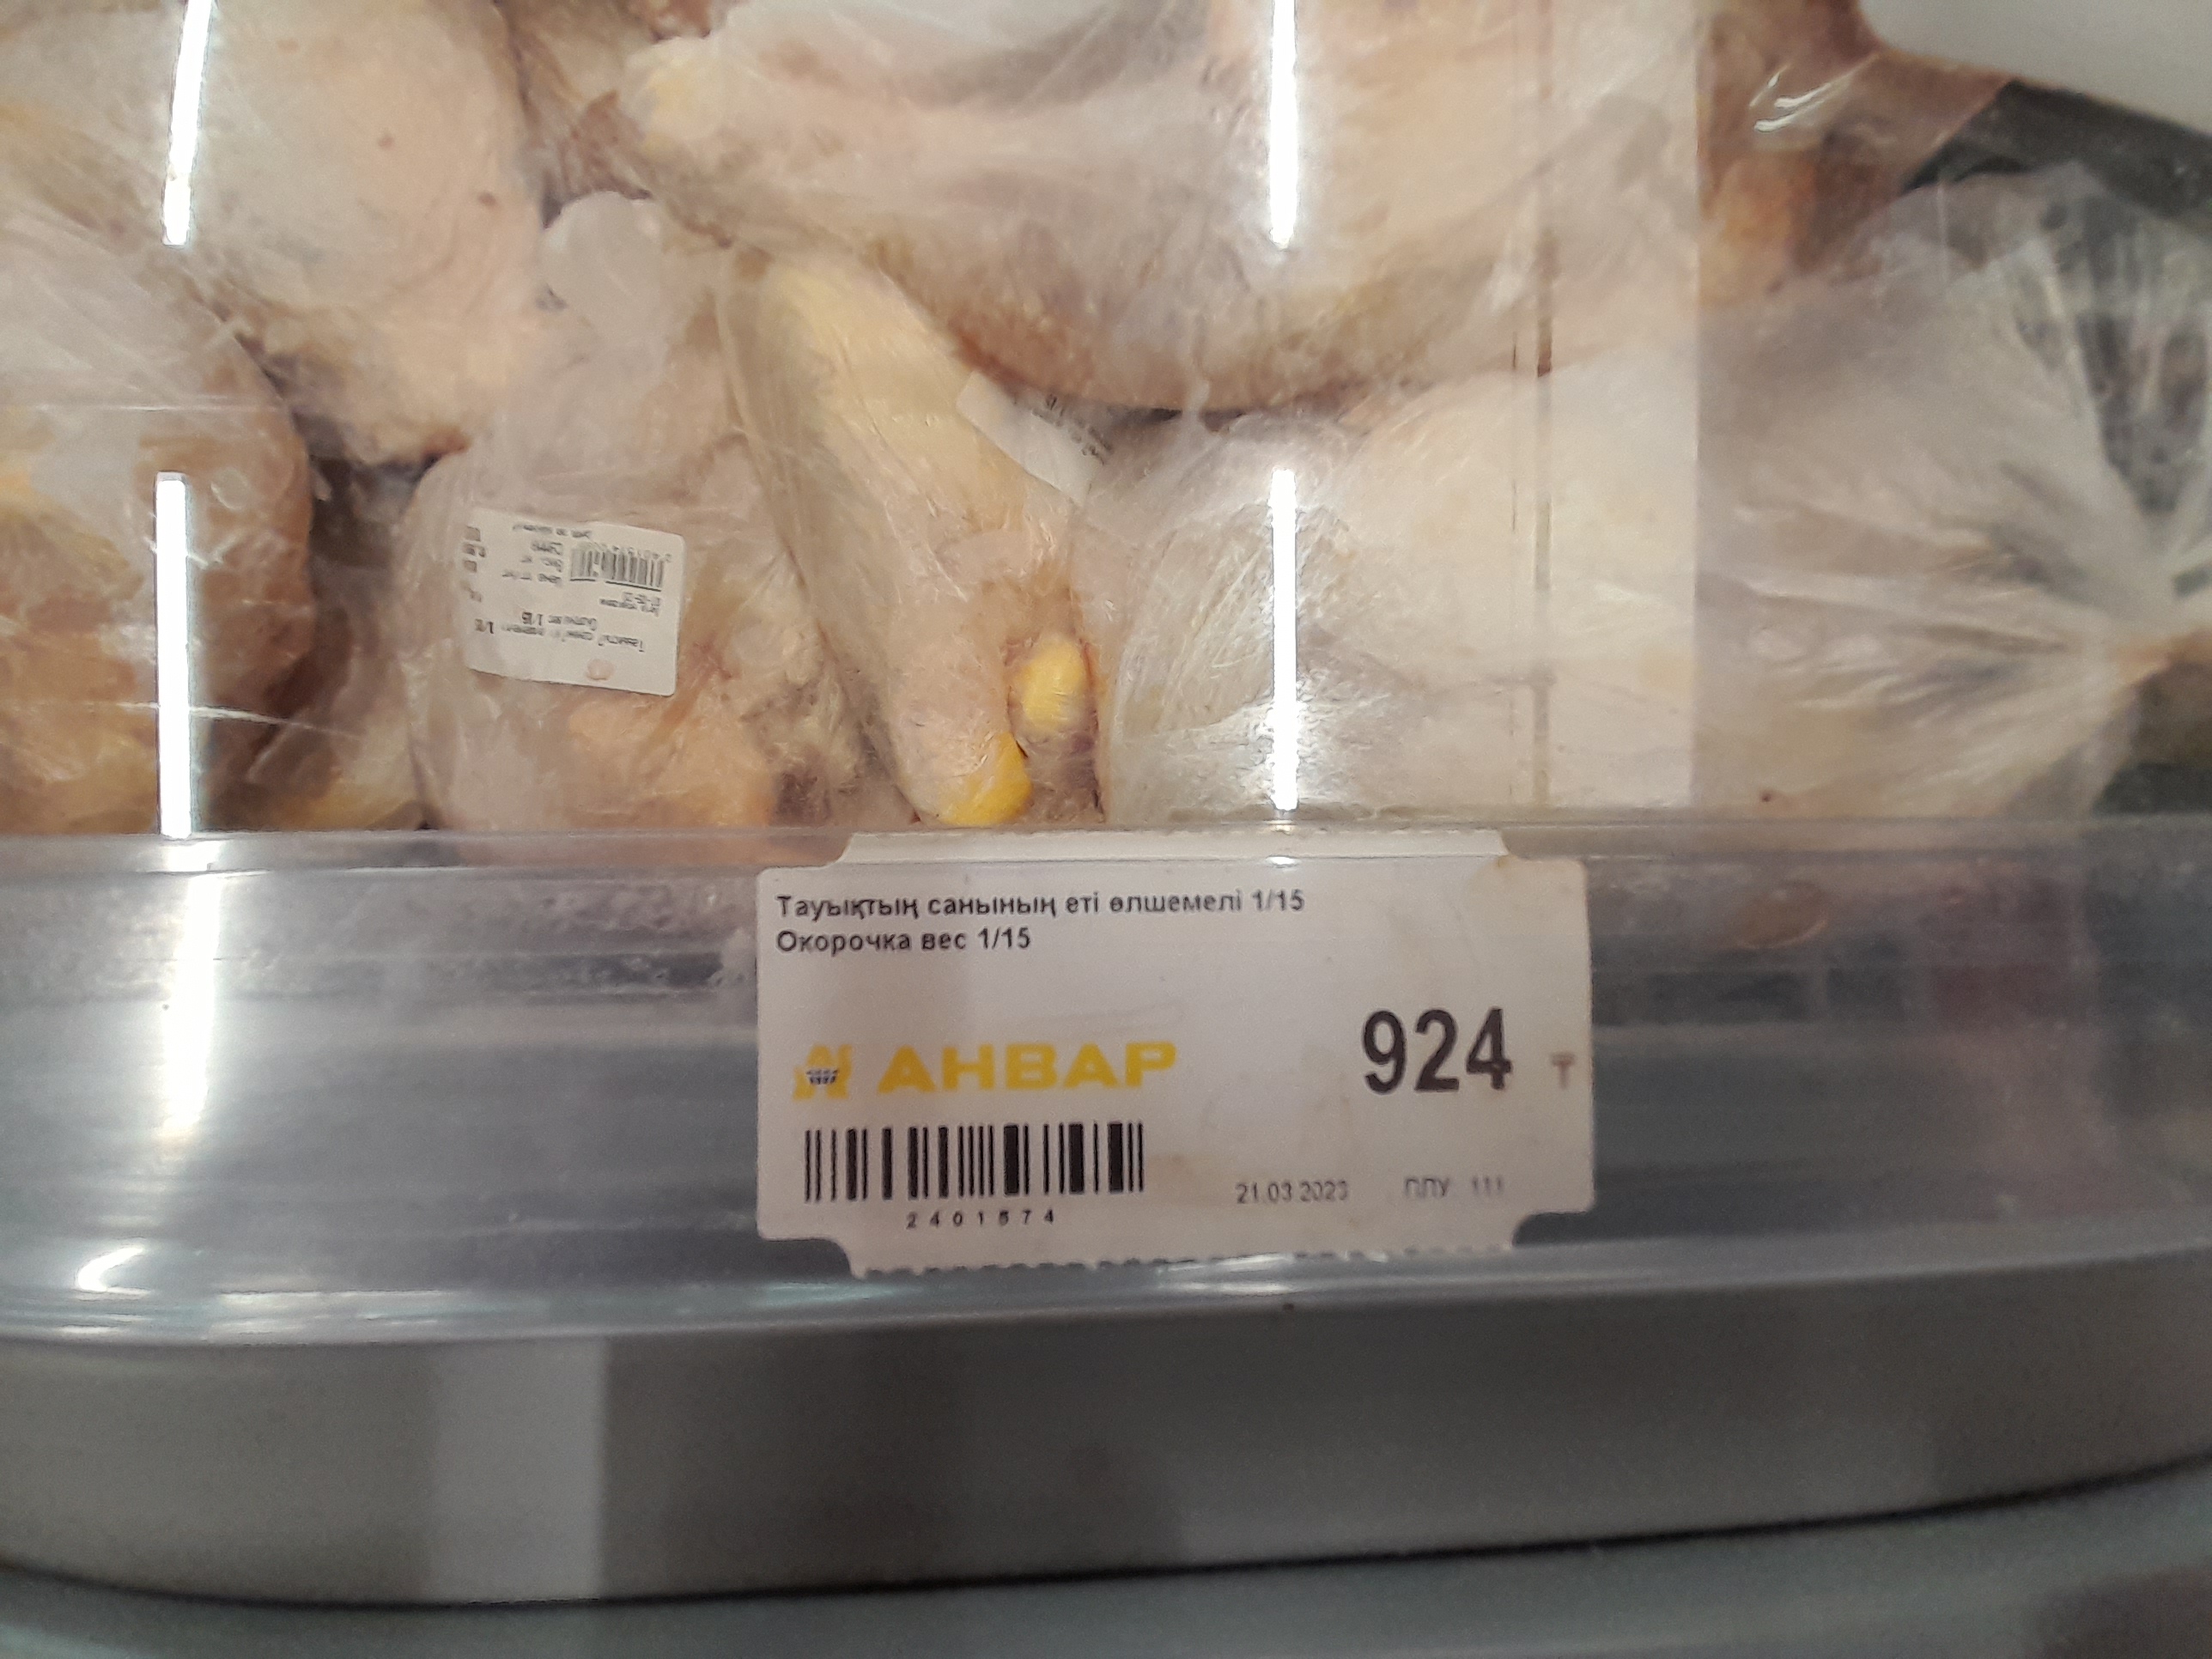 Тауықтың санының еті өлшемелі 1/15
Окорочка вес 1/15
АНВАР
924 ₸
2401574
21.03.2023 ПЛУ: 111